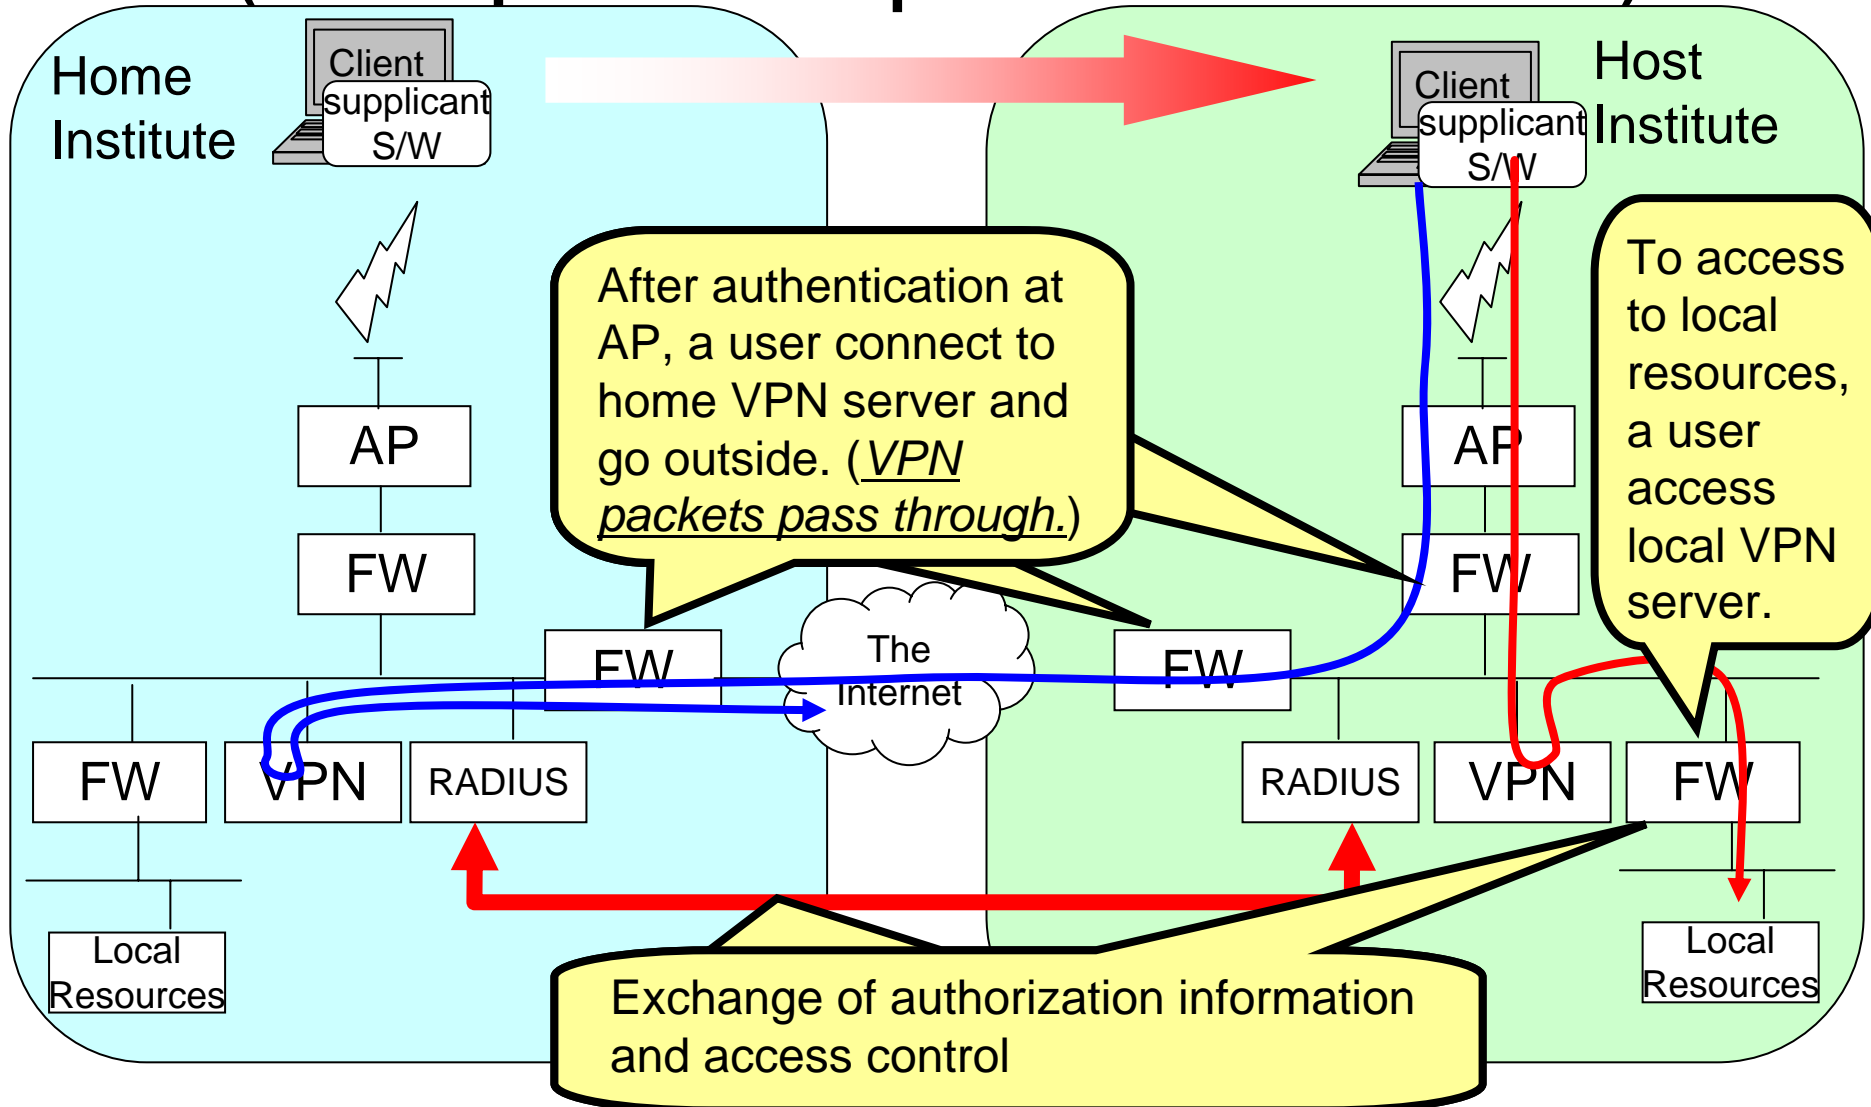 Home
Institute
Client
supplicant
S/W
Client
supplicant
S/W
Host
Institute
After authentication at
AP, a user connect to
home VPN server and
go outside. (VPN
packets pass through.)
To access
to local
resources,
a user
access
local VPN
server.
AP
FW
AP
FW
FW
The
Internet
FW
FW
VPN
RADIUS
RADIUS
VPN
FW
Local
Resources
Local
Resources
Exchange of authorization information
and access control